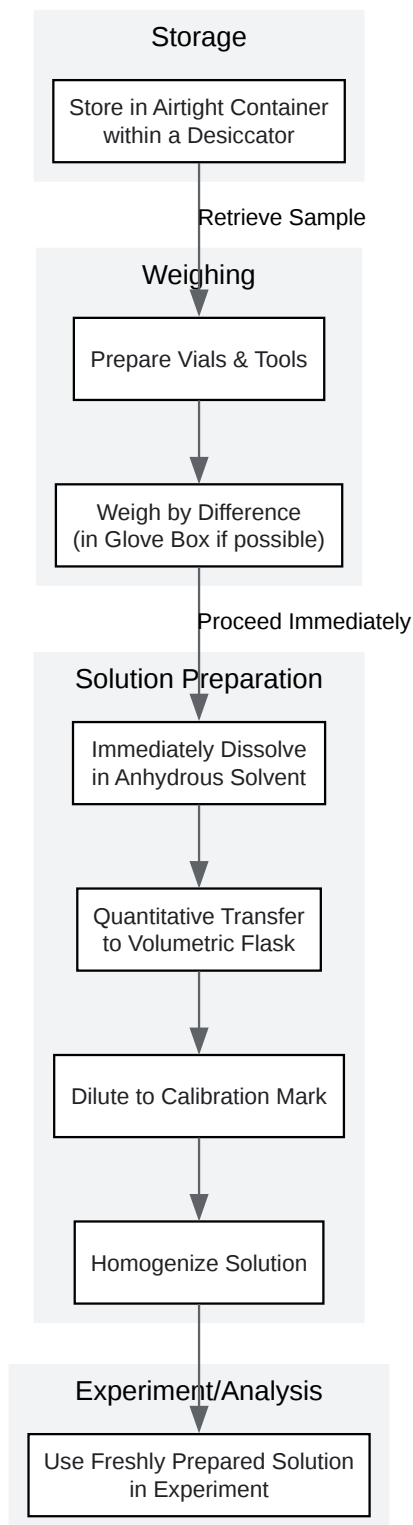 Storage
Store in Airtight Container
within a Desiccator
Retrieve Sample
Weighing
Prepare Vials & Tools
Weigh by Difference
(in Glove Box if possible)
Proceed Immediately
Solution Preparation
Immediately Dissolve
in Anhydrous Solvent
Quantitative Transfer
to Volumetric Flask
Dilute to Calibration Mark
Homogenize Solution
Experiment/Analysis
Use Freshly Prepared Solution
in Experiment